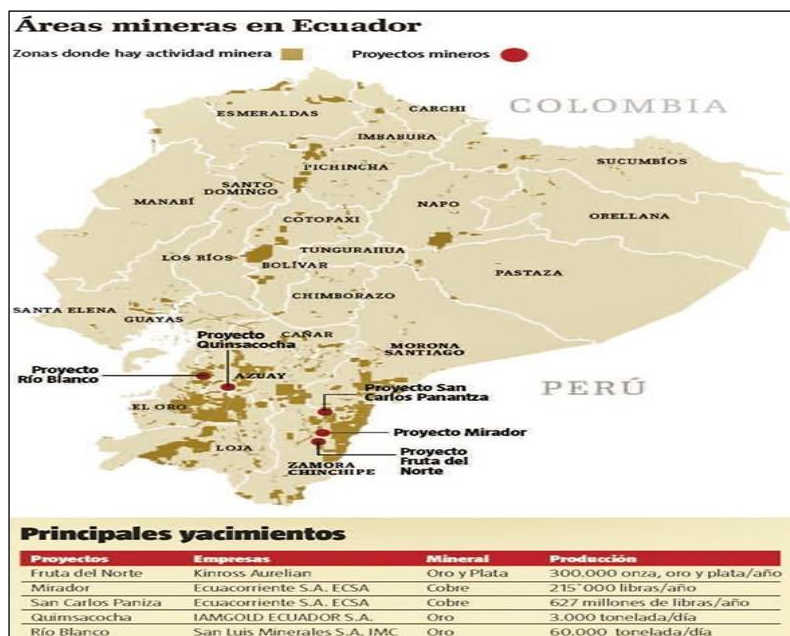 Áreas mineras en Ecuador
Zonas donde hay actividad minera
Proyectos mineros
COLOMBIA
CARCHI
ESMERALDAS
IMBABURA
SUCUMBÍOS
PICHINCHA
SANTO
DOMINGO
MANABÍ
NAPO
ORELLANA
COTOPAXI
TUNGURAHUA
LOS RÍOS
BOLÍVAR
PASTAZA
CHIMBORAZO
SANTA ELENA
GUAYAS
CAÑAR
Proyecto
Quinsacocha
MORONA
SANTIAGO
Proyecto
Río Blanco
AZUAY
PERÚ
Proyecto San
Carlos Panantza
EL ORO
Proyecto Mirador
LOJA
Proyecto
Fruta del
Norte
ZAMORA
CHINCHIPE
Principales yacimientos
Proyectos Empresas Mineral Producción
Fruta del Norte Kinross Aurelian Oro y Plata 300.000 onza, oro y plata/año
Mirador Ecuacorriente S.A. ECSA Cobre 215`000 libras/año
San Carlos Paniza Ecuacorriente S.A. ECSA Cobre 627 millones de libras/año
Quimsacocha IAMGOLD ECUADOR S.A. Oro 3.000 tonelada/día
Río Blanco San Luis Minerales S.A. IMC Oro 60.000 tonelada/día